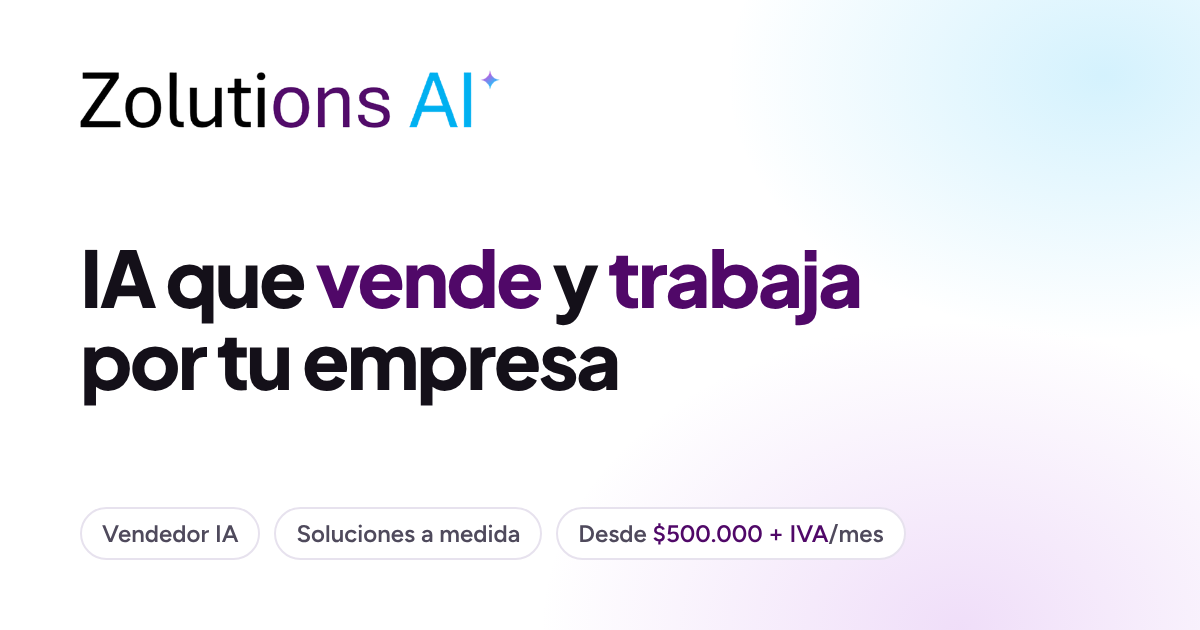 Zolutions AI
IA que vende y trabaja
por tu empresa
Vendedor IA
Soluciones a medida
Desde $500.000 + IVA/mes